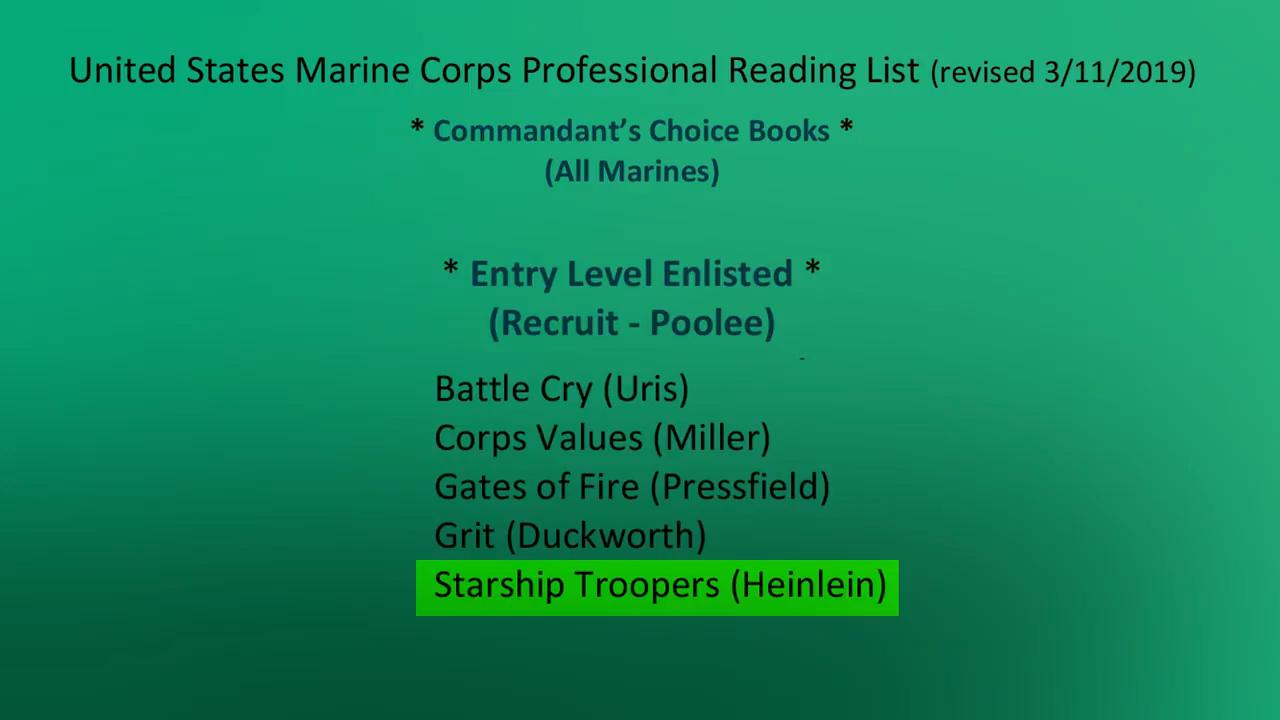 United States Marine Corps Professional Reading List (revised 3/11/2019)
* Commandant’s Choice Books *
(All Marines)
* Entry Level Enlisted *
(Recruit - Poolee)
-
Battle Cry (Uris)
Corps Values (Miller)
Gates of Fire (Pressfield)
Grit (Duckworth)
Starship Troopers (Heinlein)